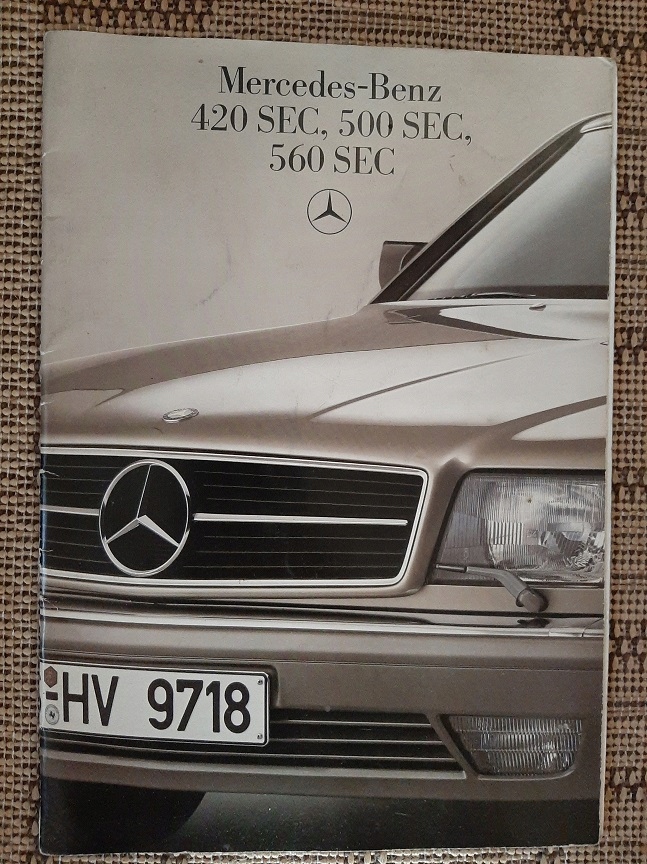 Mercedes-Benz
420 SEC, 500 SEC,
560 SEC
HV 9718